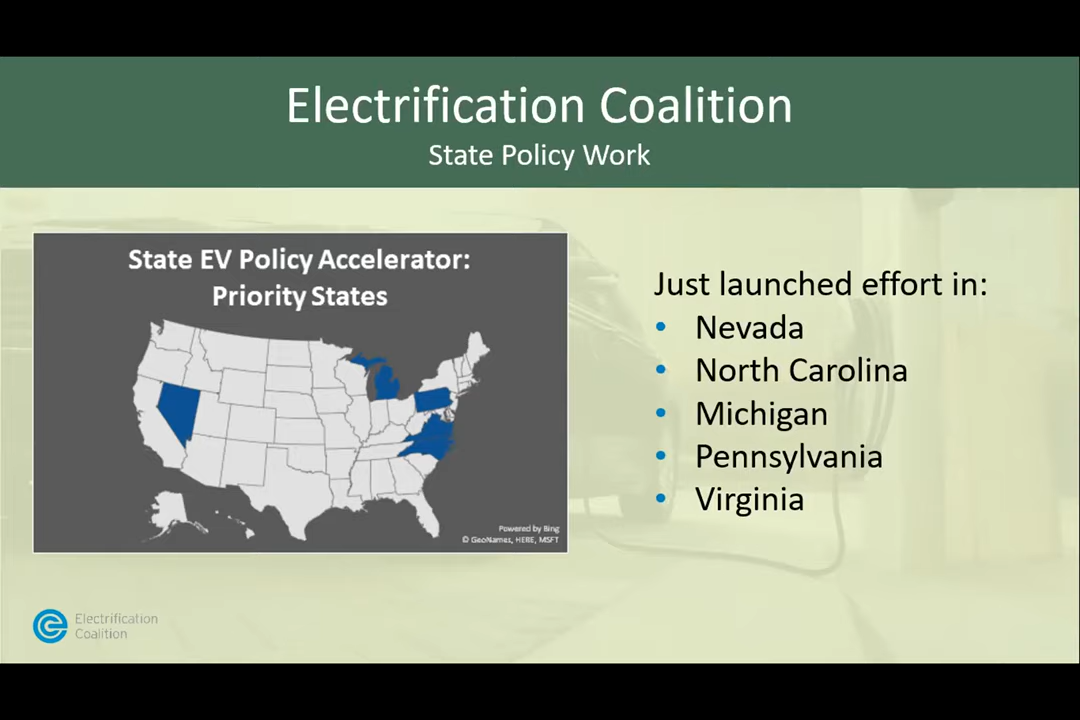 Electrification Coalition
State Policy Work
State EV Policy Accelerator:
Priority States
Powered by Bing
© GeoNames, HERE, MSFT
Just launched effort in:
• Nevada
• North Carolina
• Michigan
• Pennsylvania
• Virginia
Electrification
Coalition